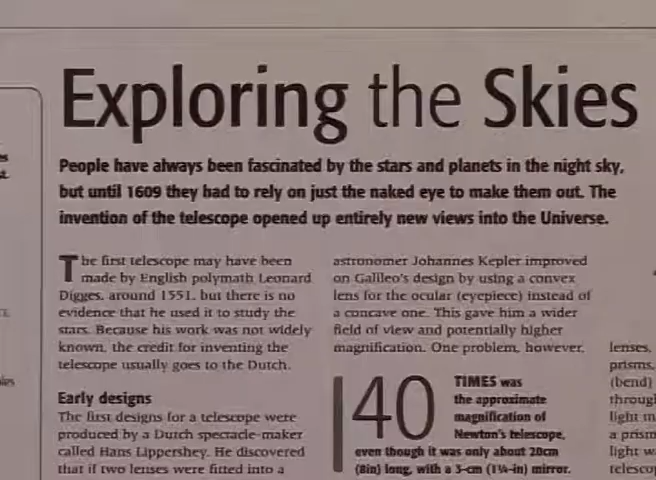 Exploring the Skies
People have always been fascinated by the stars and planets in the night sky,
but until 1609 they had to rely on just the naked eye to make them out. The
invention of the telescope opened up entirely new views into the Universe.
The first telescope may have been
made by English polymath Leonard
Digges, around 1551, but there is no
evidence that he used it to study the
stars. Because his work was not widely
known, the credit for inventing the
telescope usually goes to the Dutch.
Early designs
The first designs for a telescope were
produced by a Dutch spectacle-maker
called Hans Lippershey. He discovered
that if two lenses were fitted into a
astronomer Johannes Kepler improved
on Galileo's design by using a convex
lens for the ocular (eyepiece) instead of
a concave one. This gave him a wider
field of view and potentially higher
magnification. One problem, however,
40 TIMES was
the approximate
magnification of
Newton's telescope,
even though it was only about 20cm
(8in) long, with a 3-cm (1¼-in) mirror.
lenses,
prisms,
(bend)
through
light
a prism
light